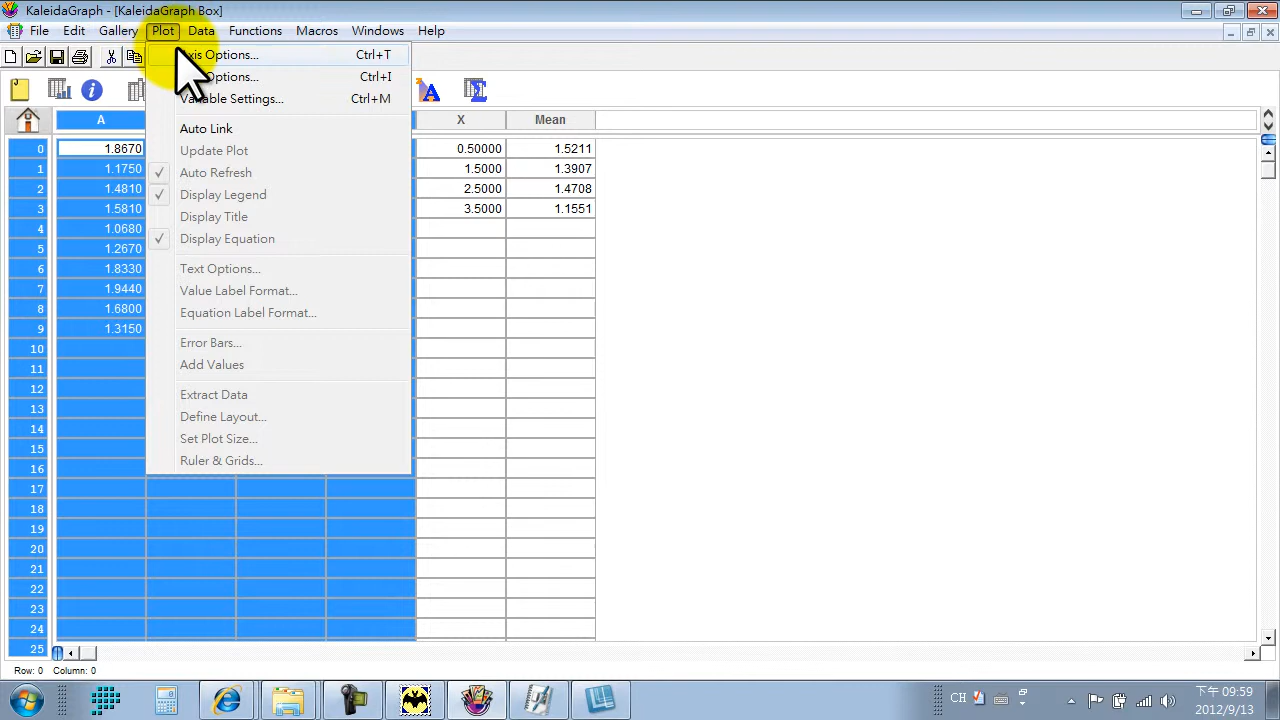 KaleidaGraph - [KaleidaGraph Box]
File Edit Gallery Plot Data Functions Macros Windows Help
xis Options... Ctrl+T
Options... Ctrl+I
Variable Settings... Ctrl+M
Auto Link
Update Plot
Auto Refresh
Display Legend
Display Title
Display Equation
Text Options...
Value Label Format...
Equation Label Format...
Error Bars...
Add Values
Extract Data
Define Layout...
Set Plot Size...
Ruler & Grids...
A X Mean
0 1.8670 0.50000 1.5211
1 1.1750 1.5000 1.3907
2 1.4810 2.5000 1.4708
3 1.5810 3.5000 1.1551
4 1.0680
5 1.2670
6 1.8330
7 1.9440
8 1.6800
9 1.3150
10
11
12
13
14
15
16
17
18
19
20
21
22
23
24
25
Row: 0 Column: 0
CH
下午 09:59
2012/9/13